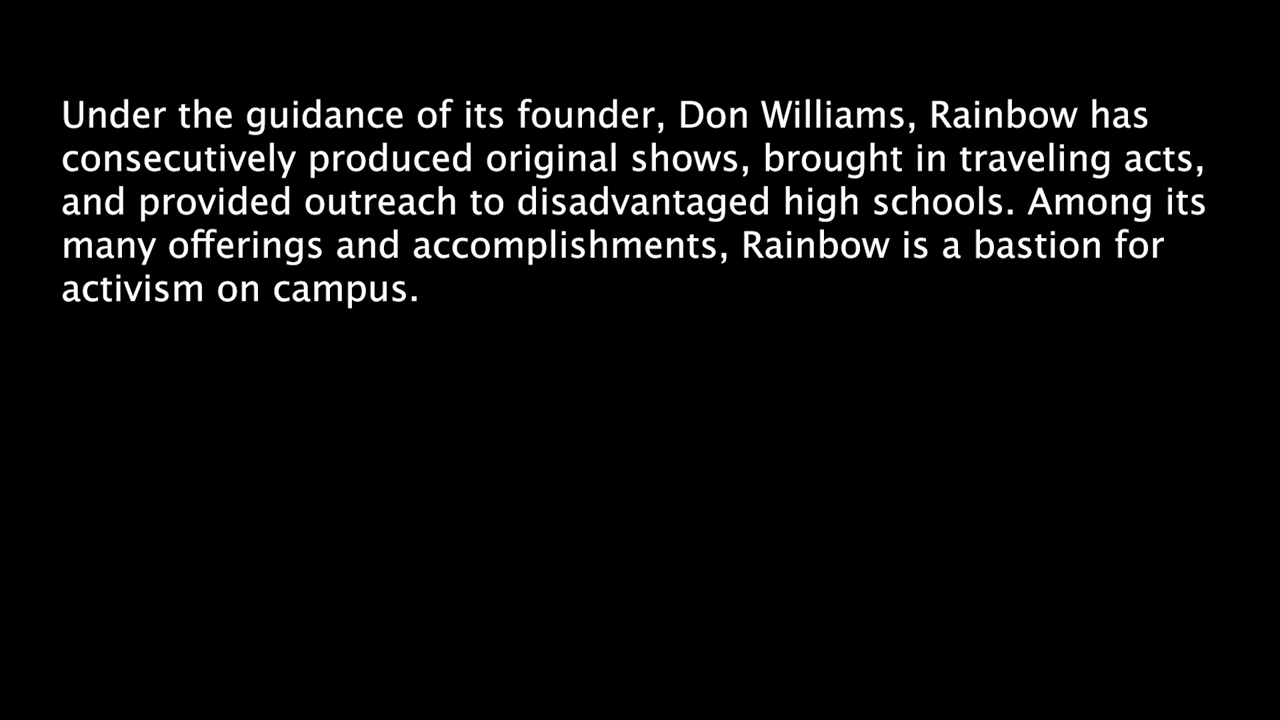 Under the guidance of its founder, Don Williams, Rainbow has
consecutively produced original shows, brought in traveling acts,
and provided outreach to disadvantaged high schools. Among its
many offerings and accomplishments, Rainbow is a bastion for
activism on campus.